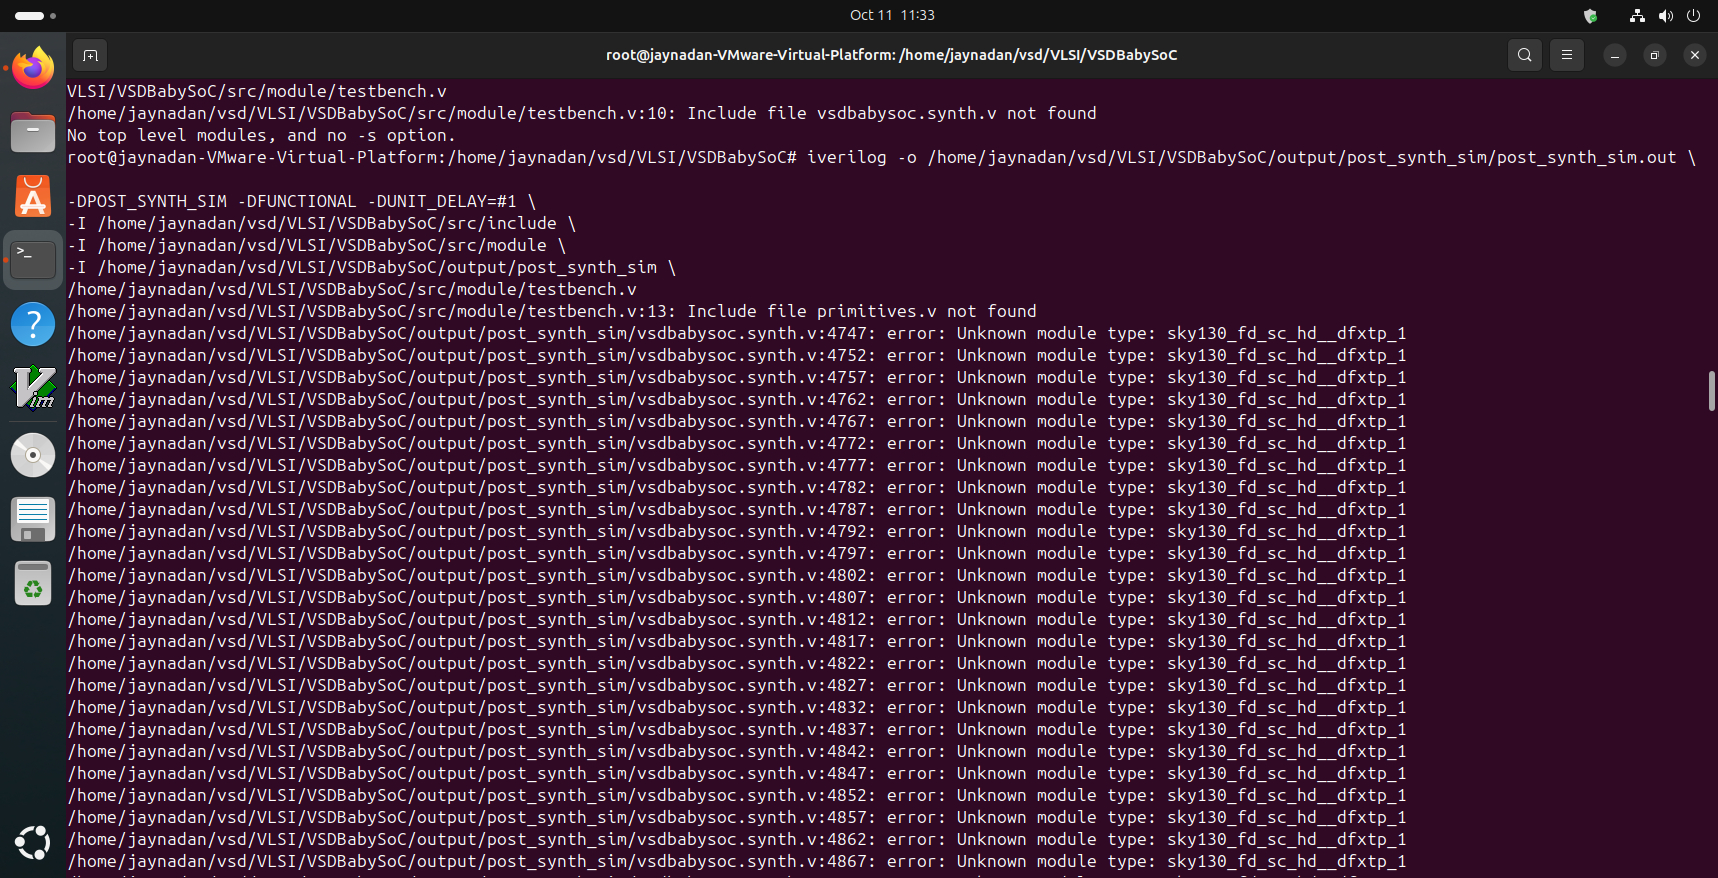 Oct 11 11:33
root@jaynadan-VMware-Virtual-Platform: /home/jaynadan/vsd/VLSI/VSDBabySoC
VLSI/VSDBabySoC/src/module/testbench.v
/home/jaynadan/vsd/VLSI/VSDBabySoC/src/module/testbench.v:10: Include file vsdbabysoc.synth.v not found
No top level modules, and no -s option.
root@jaynadan-VMware-Virtual-Platform:/home/jaynadan/vsd/VLSI/VSDBabySoC# iverilog -o /home/jaynadan/vsd/VLSI/VSDBabySoC/output/post_synth_sim/post_synth_sim.out \
-DPOST_SYNTH_SIM -DFUNCTIONAL -DUNIT_DELAY=#1 \
-I /home/jaynadan/vsd/VLSI/VSDBabySoC/src/include \
-I /home/jaynadan/vsd/VLSI/VSDBabySoC/src/module \
-I /home/jaynadan/vsd/VLSI/VSDBabySoC/output/post_synth_sim \
/home/jaynadan/vsd/VLSI/VSDBabySoC/src/module/testbench.v
/home/jaynadan/vsd/VLSI/VSDBabySoC/src/module/testbench.v:13: Include file primitives.v not found
/home/jaynadan/vsd/VLSI/VSDBabySoC/output/post_synth_sim/vsdbabysoc.synth.v:4747: error: Unknown module type: sky130_fd_sc_hd__dfxtp_1
/home/jaynadan/vsd/VLSI/VSDBabySoC/output/post_synth_sim/vsdbabysoc.synth.v:4752: error: Unknown module type: sky130_fd_sc_hd__dfxtp_1
/home/jaynadan/vsd/VLSI/VSDBabySoC/output/post_synth_sim/vsdbabysoc.synth.v:4757: error: Unknown module type: sky130_fd_sc_hd__dfxtp_1
/home/jaynadan/vsd/VLSI/VSDBabySoC/output/post_synth_sim/vsdbabysoc.synth.v:4762: error: Unknown module type: sky130_fd_sc_hd__dfxtp_1
/home/jaynadan/vsd/VLSI/VSDBabySoC/output/post_synth_sim/vsdbabysoc.synth.v:4767: error: Unknown module type: sky130_fd_sc_hd__dfxtp_1
/home/jaynadan/vsd/VLSI/VSDBabySoC/output/post_synth_sim/vsdbabysoc.synth.v:4772: error: Unknown module type: sky130_fd_sc_hd__dfxtp_1
/home/jaynadan/vsd/VLSI/VSDBabySoC/output/post_synth_sim/vsdbabysoc.synth.v:4777: error: Unknown module type: sky130_fd_sc_hd__dfxtp_1
/home/jaynadan/vsd/VLSI/VSDBabySoC/output/post_synth_sim/vsdbabysoc.synth.v:4782: error: Unknown module type: sky130_fd_sc_hd__dfxtp_1
/home/jaynadan/vsd/VLSI/VSDBabySoC/output/post_synth_sim/vsdbabysoc.synth.v:4787: error: Unknown module type: sky130_fd_sc_hd__dfxtp_1
/home/jaynadan/vsd/VLSI/VSDBabySoC/output/post_synth_sim/vsdbabysoc.synth.v:4792: error: Unknown module type: sky130_fd_sc_hd__dfxtp_1
/home/jaynadan/vsd/VLSI/VSDBabySoC/output/post_synth_sim/vsdbabysoc.synth.v:4797: error: Unknown module type: sky130_fd_sc_hd__dfxtp_1
/home/jaynadan/vsd/VLSI/VSDBabySoC/output/post_synth_sim/vsdbabysoc.synth.v:4802: error: Unknown module type: sky130_fd_sc_hd__dfxtp_1
/home/jaynadan/vsd/VLSI/VSDBabySoC/output/post_synth_sim/vsdbabysoc.synth.v:4807: error: Unknown module type: sky130_fd_sc_hd__dfxtp_1
/home/jaynadan/vsd/VLSI/VSDBabySoC/output/post_synth_sim/vsdbabysoc.synth.v:4812: error: Unknown module type: sky130_fd_sc_hd__dfxtp_1
/home/jaynadan/vsd/VLSI/VSDBabySoC/output/post_synth_sim/vsdbabysoc.synth.v:4817: error: Unknown module type: sky130_fd_sc_hd__dfxtp_1
/home/jaynadan/vsd/VLSI/VSDBabySoC/output/post_synth_sim/vsdbabysoc.synth.v:4822: error: Unknown module type: sky130_fd_sc_hd__dfxtp_1
/home/jaynadan/vsd/VLSI/VSDBabySoC/output/post_synth_sim/vsdbabysoc.synth.v:4827: error: Unknown module type: sky130_fd_sc_hd__dfxtp_1
/home/jaynadan/vsd/VLSI/VSDBabySoC/output/post_synth_sim/vsdbabysoc.synth.v:4832: error: Unknown module type: sky130_fd_sc_hd__dfxtp_1
/home/jaynadan/vsd/VLSI/VSDBabySoC/output/post_synth_sim/vsdbabysoc.synth.v:4837: error: Unknown module type: sky130_fd_sc_hd__dfxtp_1
/home/jaynadan/vsd/VLSI/VSDBabySoC/output/post_synth_sim/vsdbabysoc.synth.v:4842: error: Unknown module type: sky130_fd_sc_hd__dfxtp_1
/home/jaynadan/vsd/VLSI/VSDBabySoC/output/post_synth_sim/vsdbabysoc.synth.v:4847: error: Unknown module type: sky130_fd_sc_hd__dfxtp_1
/home/jaynadan/vsd/VLSI/VSDBabySoC/output/post_synth_sim/vsdbabysoc.synth.v:4852: error: Unknown module type: sky130_fd_sc_hd__dfxtp_1
/home/jaynadan/vsd/VLSI/VSDBabySoC/output/post_synth_sim/vsdbabysoc.synth.v:4857: error: Unknown module type: sky130_fd_sc_hd__dfxtp_1
/home/jaynadan/vsd/VLSI/VSDBabySoC/output/post_synth_sim/vsdbabysoc.synth.v:4862: error: Unknown module type: sky130_fd_sc_hd__dfxtp_1
/home/jaynadan/vsd/VLSI/VSDBabySoC/output/post_synth_sim/vsdbabysoc.synth.v:4867: error: Unknown module type: sky130_fd_sc_hd__dfxtp_1